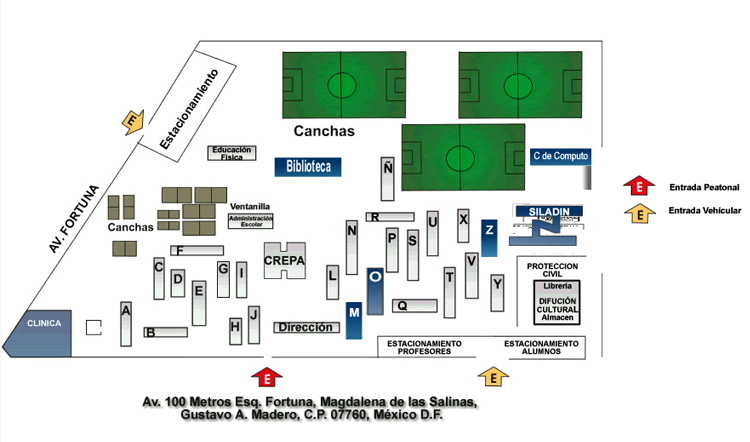 Estacionamiento
E
AV. FORTUNA
Canchas
Educación
Física
Biblioteca
Ñ
C de Computo
E
Entrada Peatonal
E
Entrada Vehícular
Canchas
Ventanilla
Administración
Escolar
R
N
P
S
U
X
Z
SILADIN
F
C
D
E
G
I
CREPA
L
O
T
V
Y
PROTECCION
CIVIL
Libreria
DIFUCIÓN
CULTURAL
Almacen
CLINICA
A
B
H
J
Dirección
M
Q
ESTACIONAMIENTO
PROFESORES
ESTACIONAMIENTO
ALUMNOS
E
E
Av. 100 Metros Esq. Fortuna, Magdalena de las Salinas,
Gustavo A. Madero, C.P. 07760, México D.F.